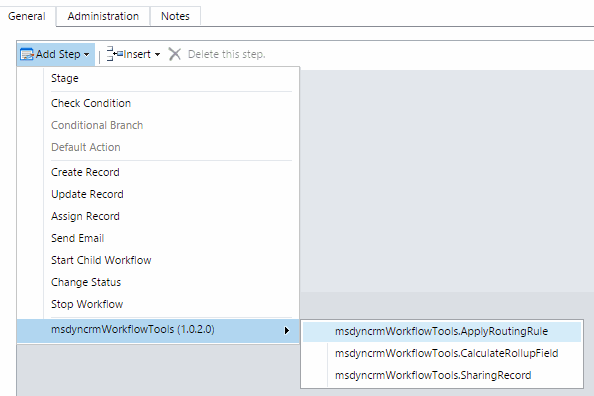 General Administration Notes
Add Step Insert Delete this step.
Stage
Check Condition
Conditional Branch
Default Action
Create Record
Update Record
Assign Record
Send Email
Start Child Workflow
Change Status
Stop Workflow
msdyncrmWorkflowTools (1.0.2.0) msdyncrmWorkflowTools.ApplyRoutingRule
msdyncrmWorkflowTools.CalculateRollupField
msdyncrmWorkflowTools.SharingRecord